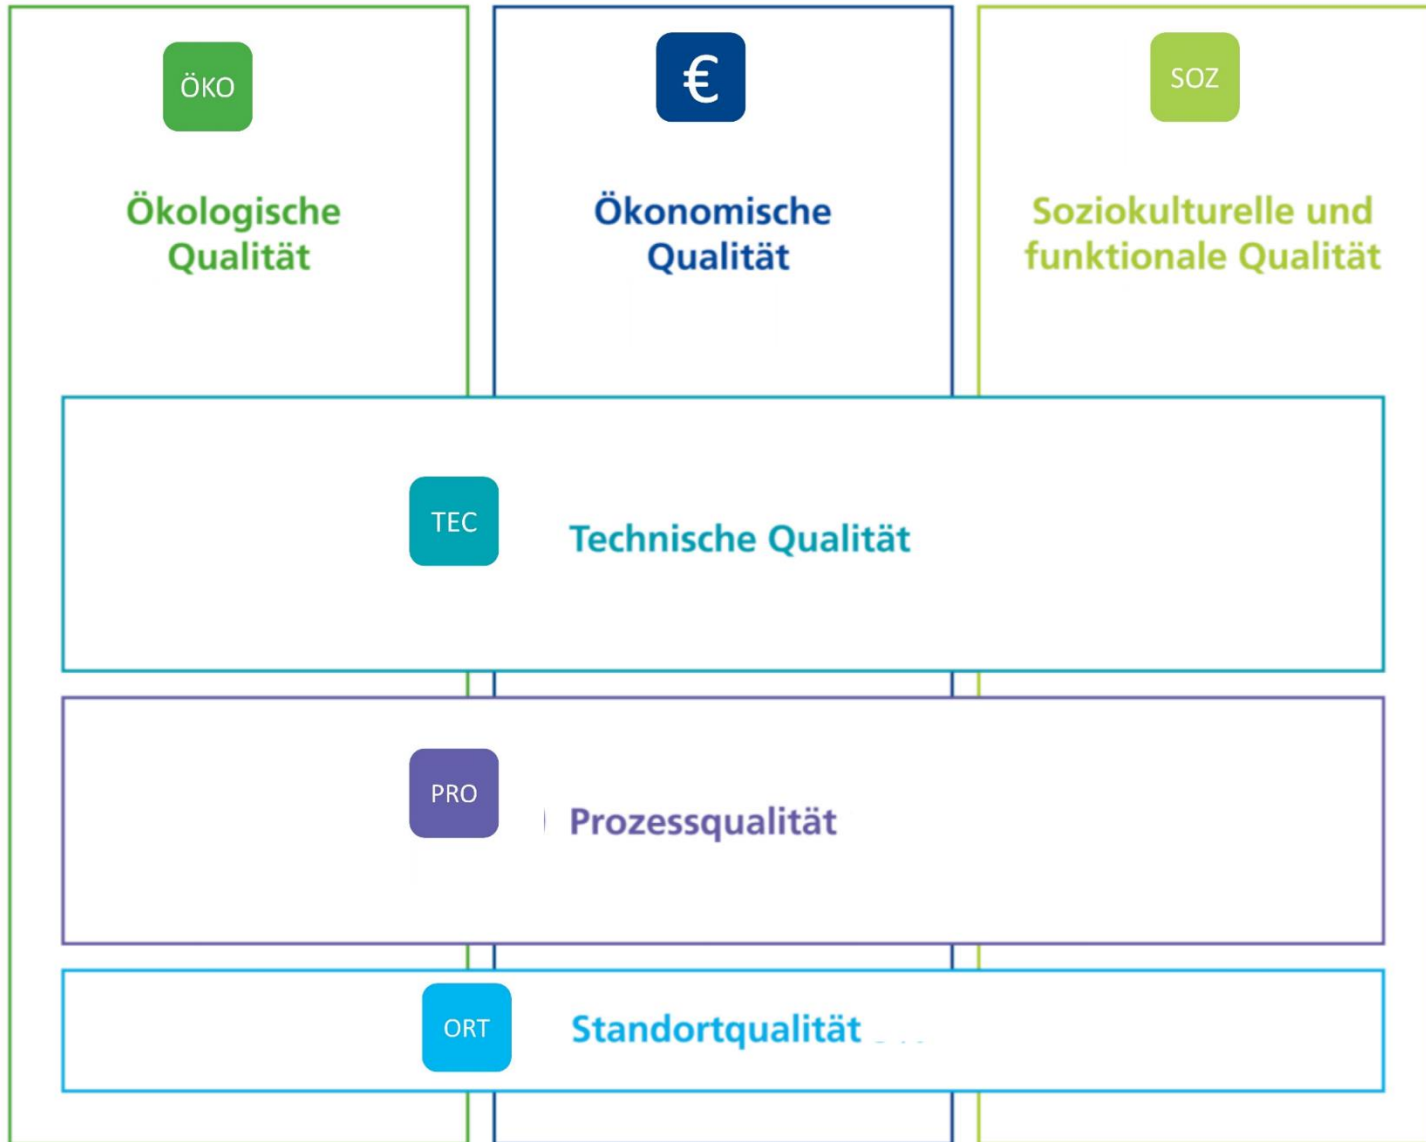 ÖKO
€
SOZ
Ökologische
Qualität
Ökonomische
Qualität
Soziokulturelle und
funktionale Qualität
TEC
Technische Qualität
PRO
Prozessqualität
ORT
Standortqualität